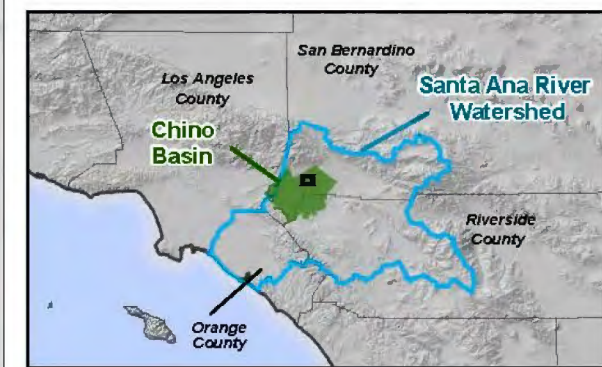 San Bernardino
County
Los Angeles
County
Santa Ana River
Watershed
Chino
Basin
Riverside
County
Orange
County